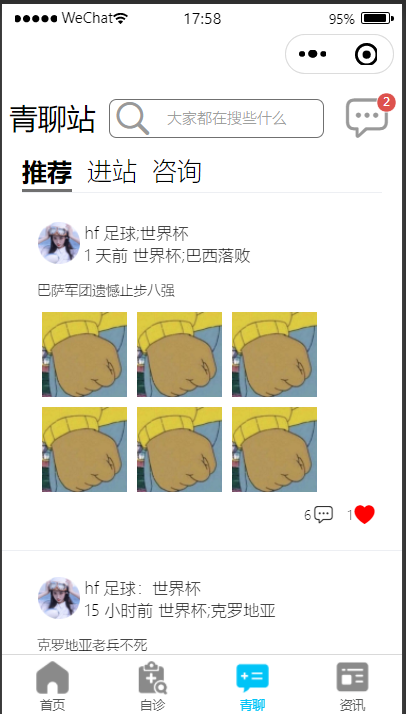 WeChat 17:58 95%
青聊站 大家都在搜些什么 2
推荐 进站 咨询
hf 足球;世界杯
1 天前 世界杯;巴西落败
巴萨军团遗憾止步八强
6 1
hf 足球：世界杯
15 小时前 世界杯;克罗地亚
克罗地亚老兵不死
首页 自诊 青聊 资讯